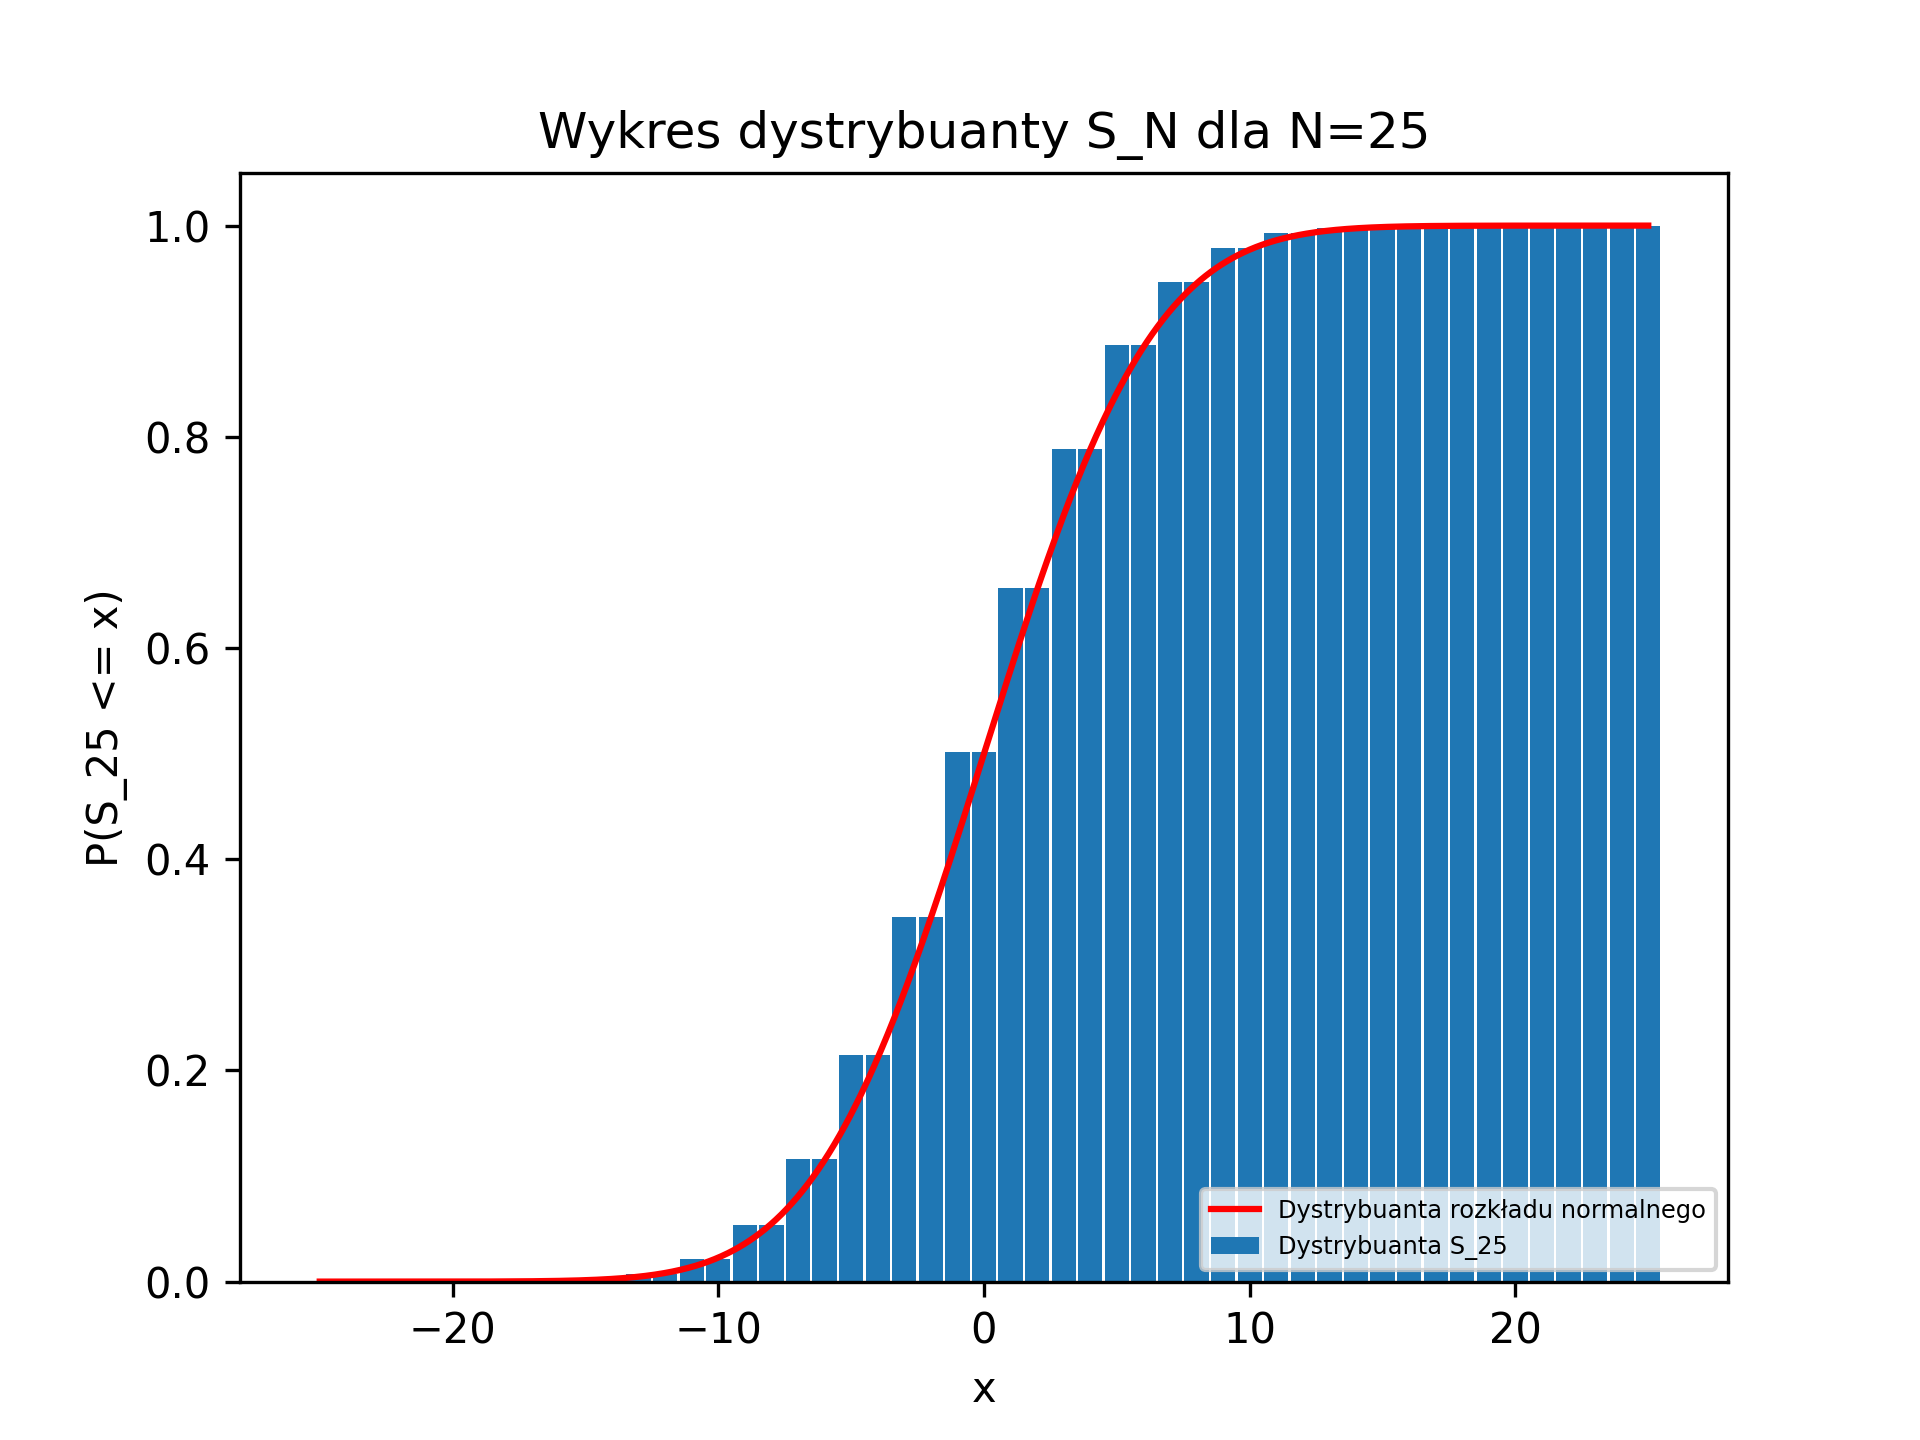 Wykres dystrybuanty S_N dla N=25
1.0
0.8
0.6
0.4
0.2
0.0
P(S_25 <= x)
−20
−10
0
10
20
x
Dystrybuanta rozkładu normalnego
Dystrybuanta S_25